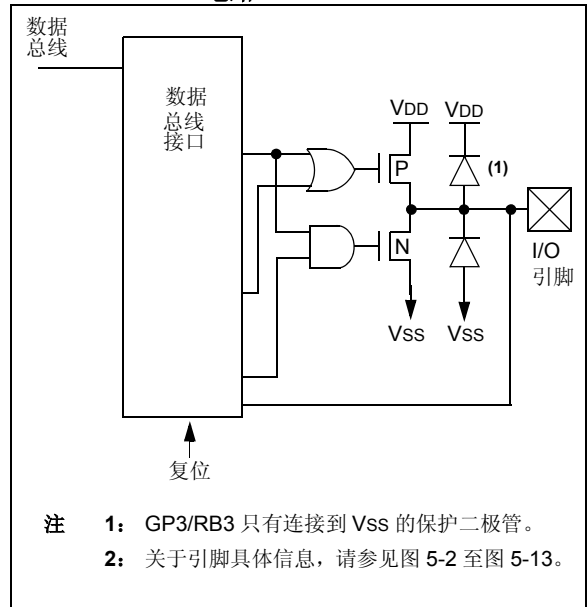 数据
总线
数据
总线
接口
VDD VDD
P
(1)
N
I/O
引脚
Vss Vss
复位
注 1： GP3/RB3 只有连接到 Vss 的保护二极管。
2： 关于引脚具体信息，请参见图 5-2 至图 5-13。